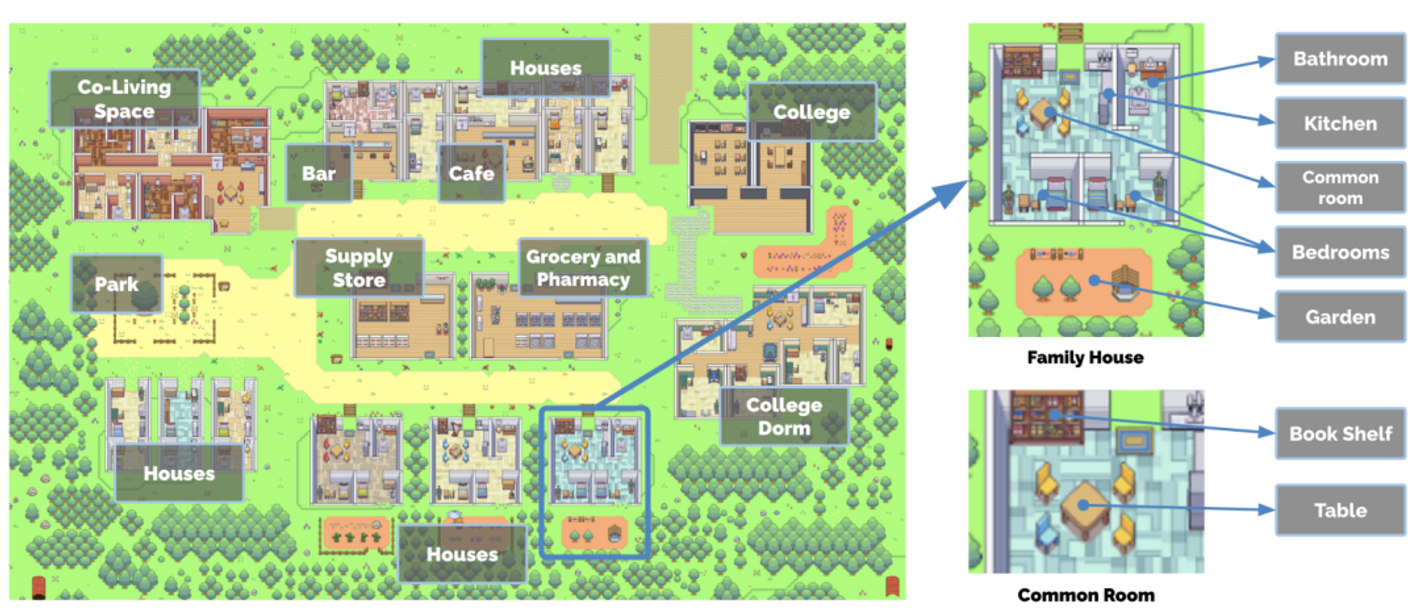 Houses
Co-Living
Space
College
Bar
Cafe
Supply
Store
Grocery and
Pharmacy
Park
College
Dorm
Houses
Houses
Bathroom
Kitchen
Common
room
Bedrooms
Garden
Family House
Book Shelf
Table
Common Room